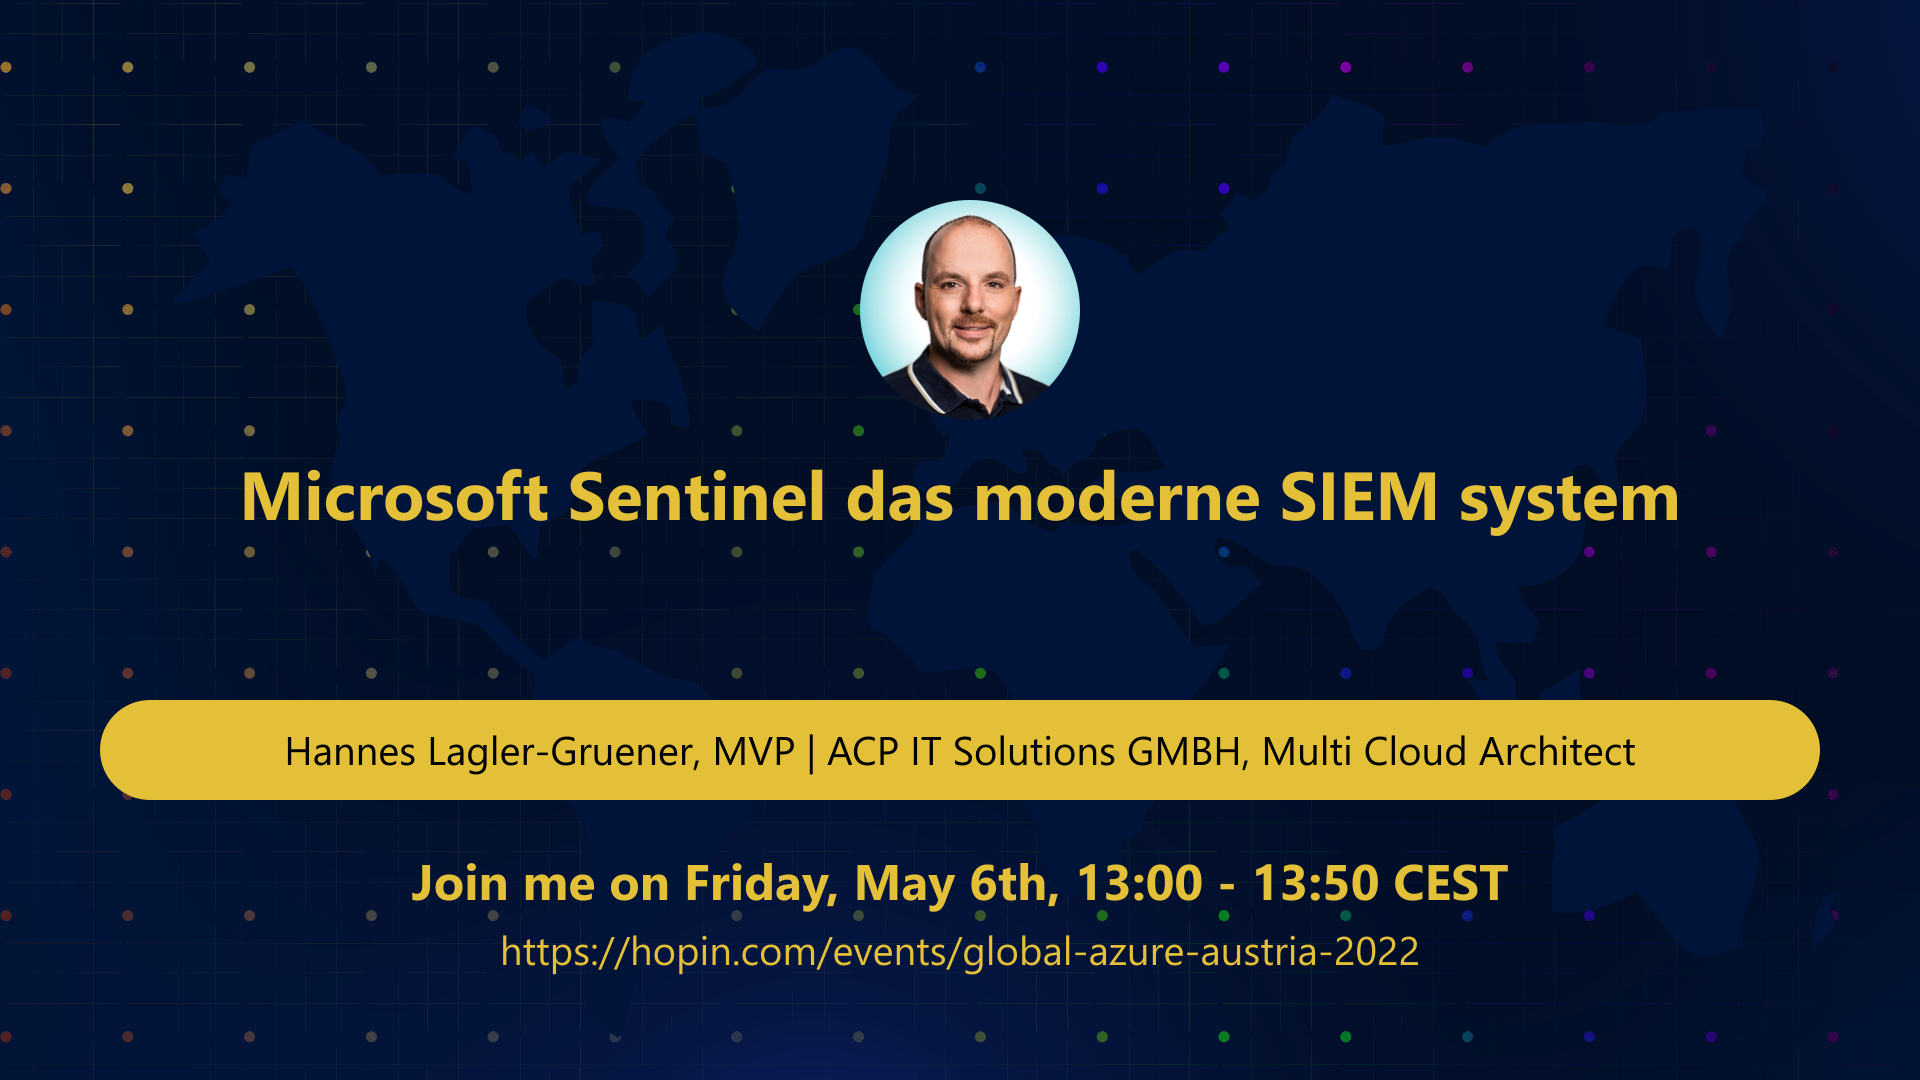 Microsoft Sentinel das moderne SIEM system
Hannes Lagler-Gruener, MVP | ACP IT Solutions GMBH, Multi Cloud Architect
Join me on Friday, May 6th, 13:00 - 13:50 CEST
https://hopin.com/events/global-azure-austria-2022